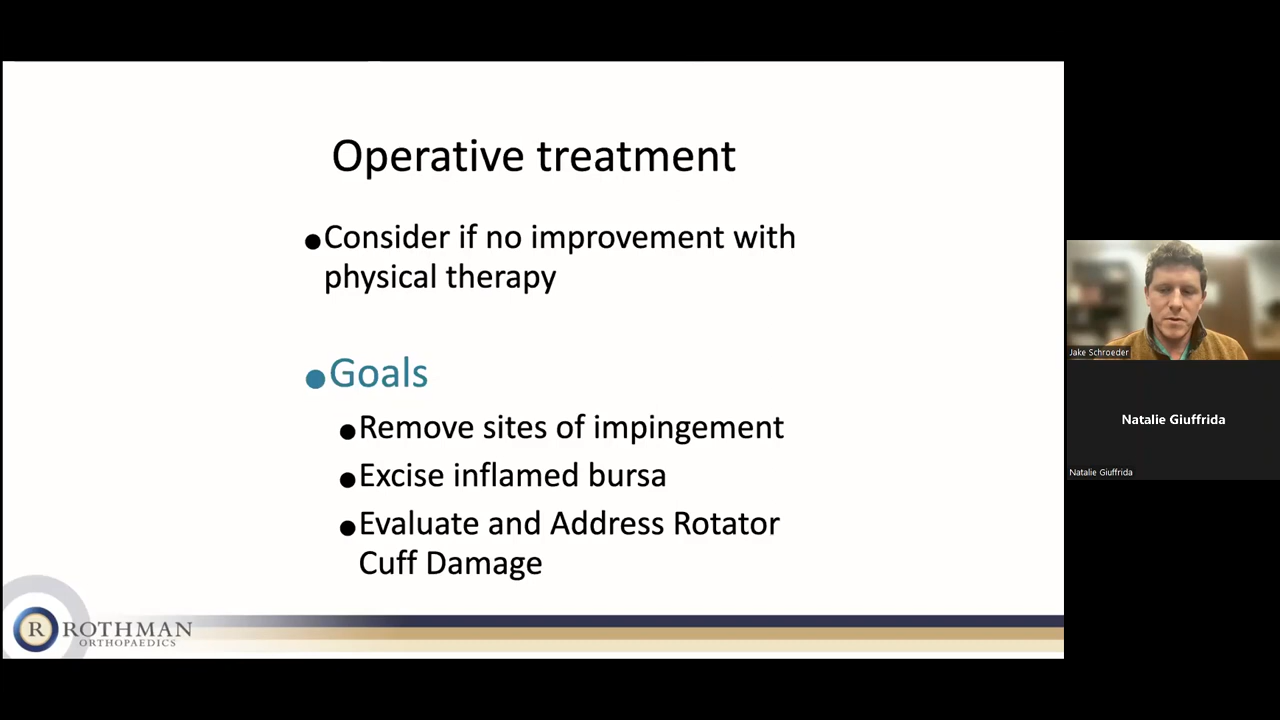 Operative treatment
●Consider if no improvement with
physical therapy
●Goals
●Remove sites of impingement
●Excise inflamed bursa
●Evaluate and Address Rotator
Cuff Damage
R ROTHMAN
ORTHOPAEDICS
Jake Schroeder
Natalie Giuffrida
Natalie Giuffrida